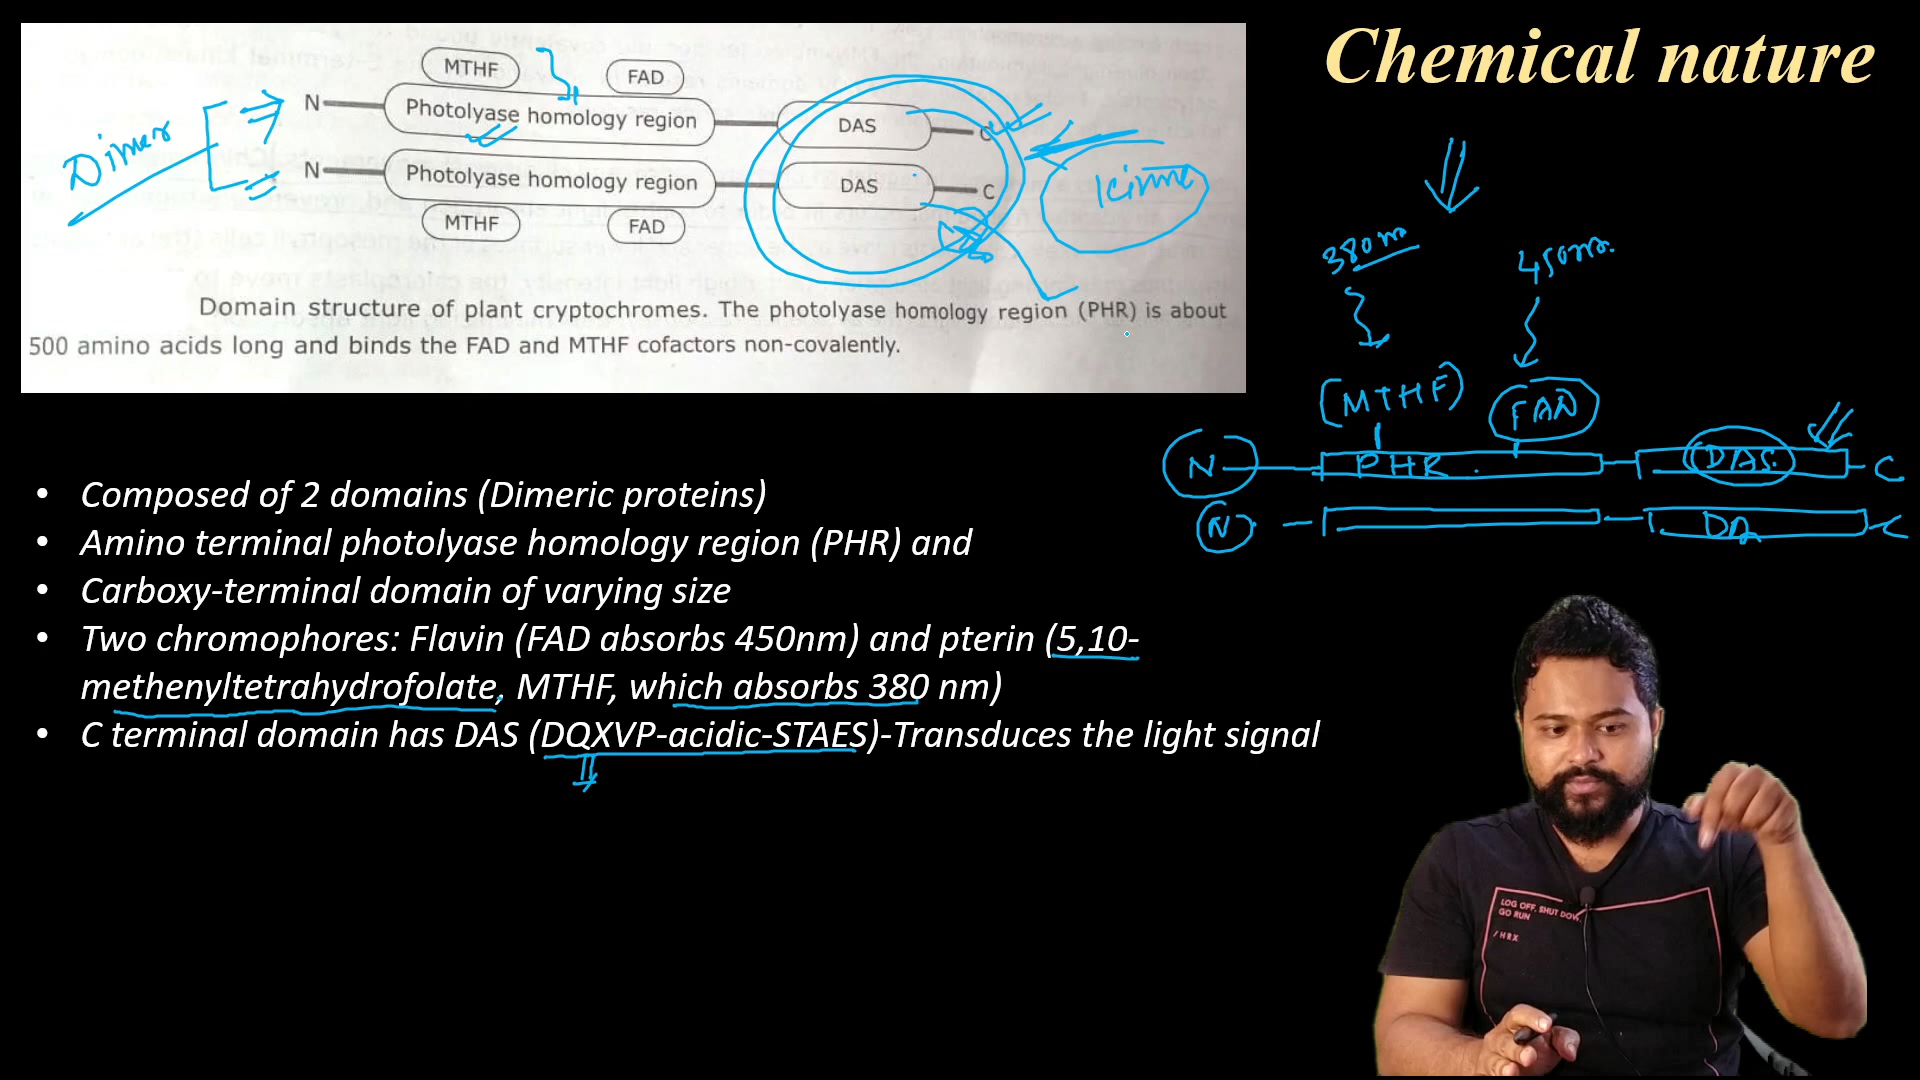 Chemical nature
MTHF
FAD
N
Photolyase homology region
DAS
C
N
Photolyase homology region
DAS
C
MTHF
FAD
Dimer
Domain structure of plant cryptochromes. The photolyase homology region (PHR) is about
500 amino acids long and binds the FAD and MTHF cofactors non-covalently.
380nm
450nm.
(MTHF)
FAD
N
PHR
DAS.
C
N
DA
C
• Composed of 2 domains (Dimeric proteins)
• Amino terminal photolyase homology region (PHR) and
• Carboxy-terminal domain of varying size
• Two chromophores: Flavin (FAD absorbs 450nm) and pterin (5,10-
methenyltetrahydrofolate, MTHF, which absorbs 380 nm)
• C terminal domain has DAS (DQXVP-acidic-STAES)-Transduces the light signal
LOG OFF. SHUT DOW.
GO RUN
/HRX